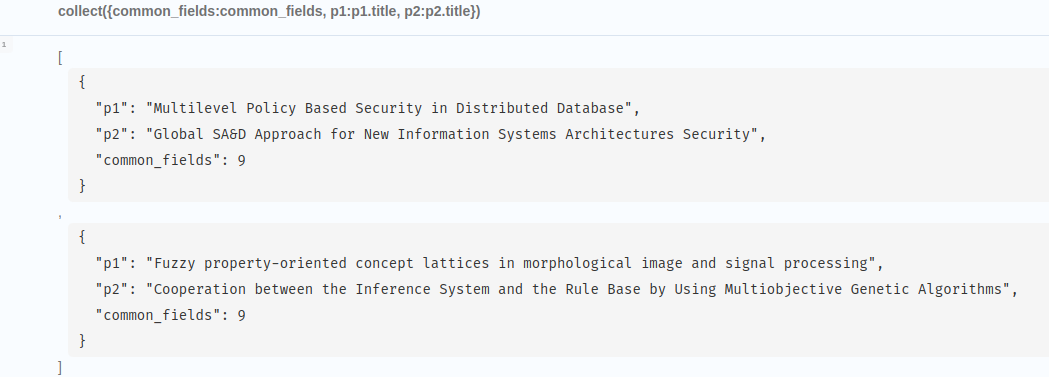 collect({common_fields:common_fields, p1:p1.title, p2:p2.title})
1
[
{
"p1": "Multilevel Policy Based Security in Distributed Database",
"p2": "Global SA&D Approach for New Information Systems Architectures Security",
"common_fields": 9
}
,
{
"p1": "Fuzzy property-oriented concept lattices in morphological image and signal processing",
"p2": "Cooperation between the Inference System and the Rule Base by Using Multiobjective Genetic Algorithms",
"common_fields": 9
}
]